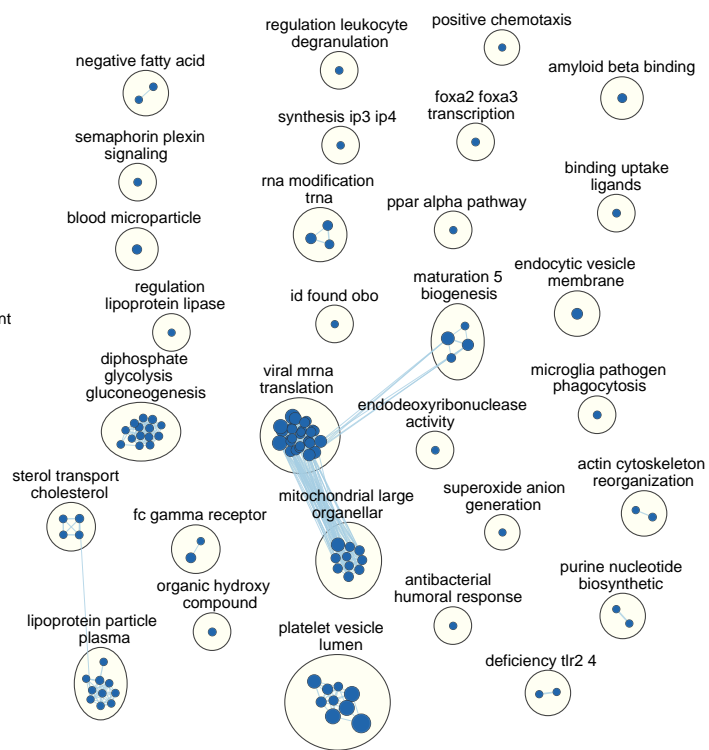 positive chemotaxis
regulation leukocyte
degranulation
negative fatty acid
amyloid beta binding
foxa2 foxa3
transcription
synthesis ip3 ip4
semaphorin plexin
signaling
binding uptake
ligands
rna modification
trna
ppar alpha pathway
blood microparticle
endocytic vesicle
membrane
maturation 5
biogenesis
regulation
lipoprotein lipase
id found obo
nt
diphosphate
glycolysis
gluconeogenesis
viral mrna
translation
microglia pathogen
phagocytosis
endodeoxyribonuclease
activity
sterol transport
cholesterol
actin cytoskeleton
reorganization
superoxide anion
generation
mitochondrial large
organellar
fc gamma receptor
purine nucleotide
biosynthetic
antibacterial
humoral response
organic hydroxy
compound
lipoprotein particle
plasma
platelet vesicle
lumen
deficiency tlr2 4